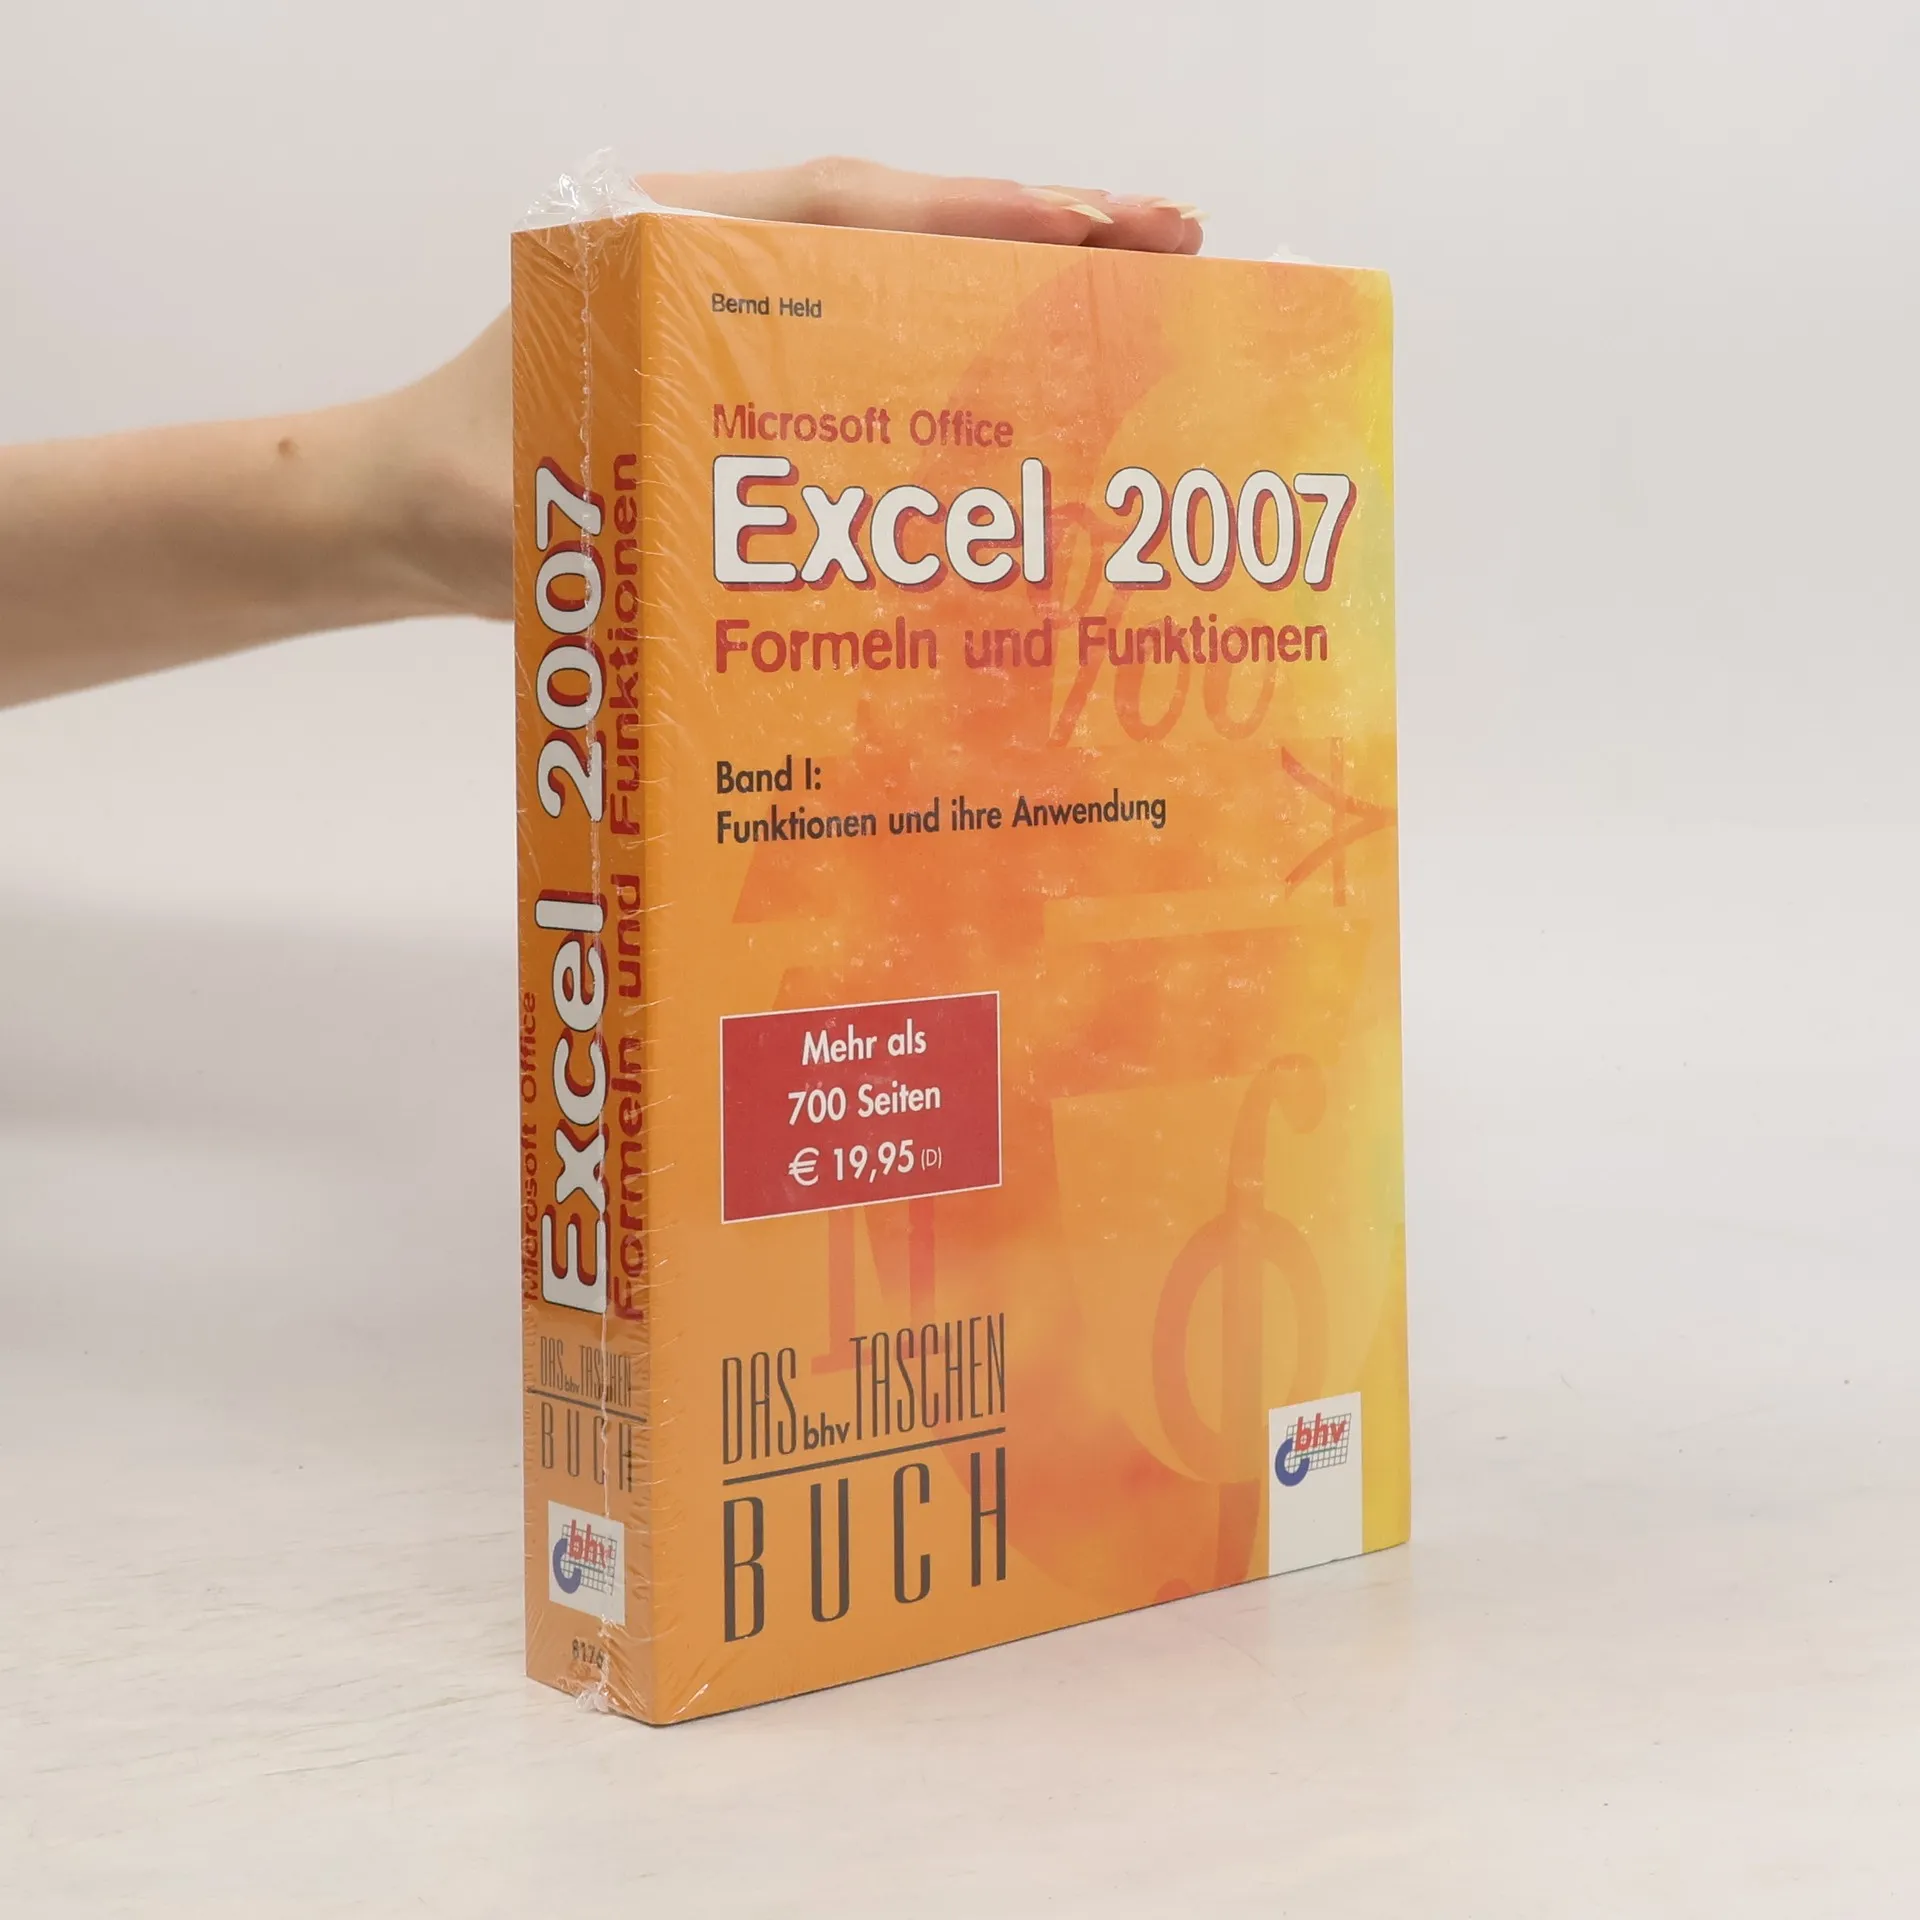 Bernd Held
Microsoft Office
Excel 2007
Formeln und Funktionen
Band I:
Funktionen und ihre Anwendung
Mehr als
700 Seiten
€ 19,95 (D)
DAS bhv TASCHEN
BUCH
bhv
Microsoft Office
Excel 2007
Formeln und Funktionen
DAS bhv TASCHEN
BUCH
bhv
8176